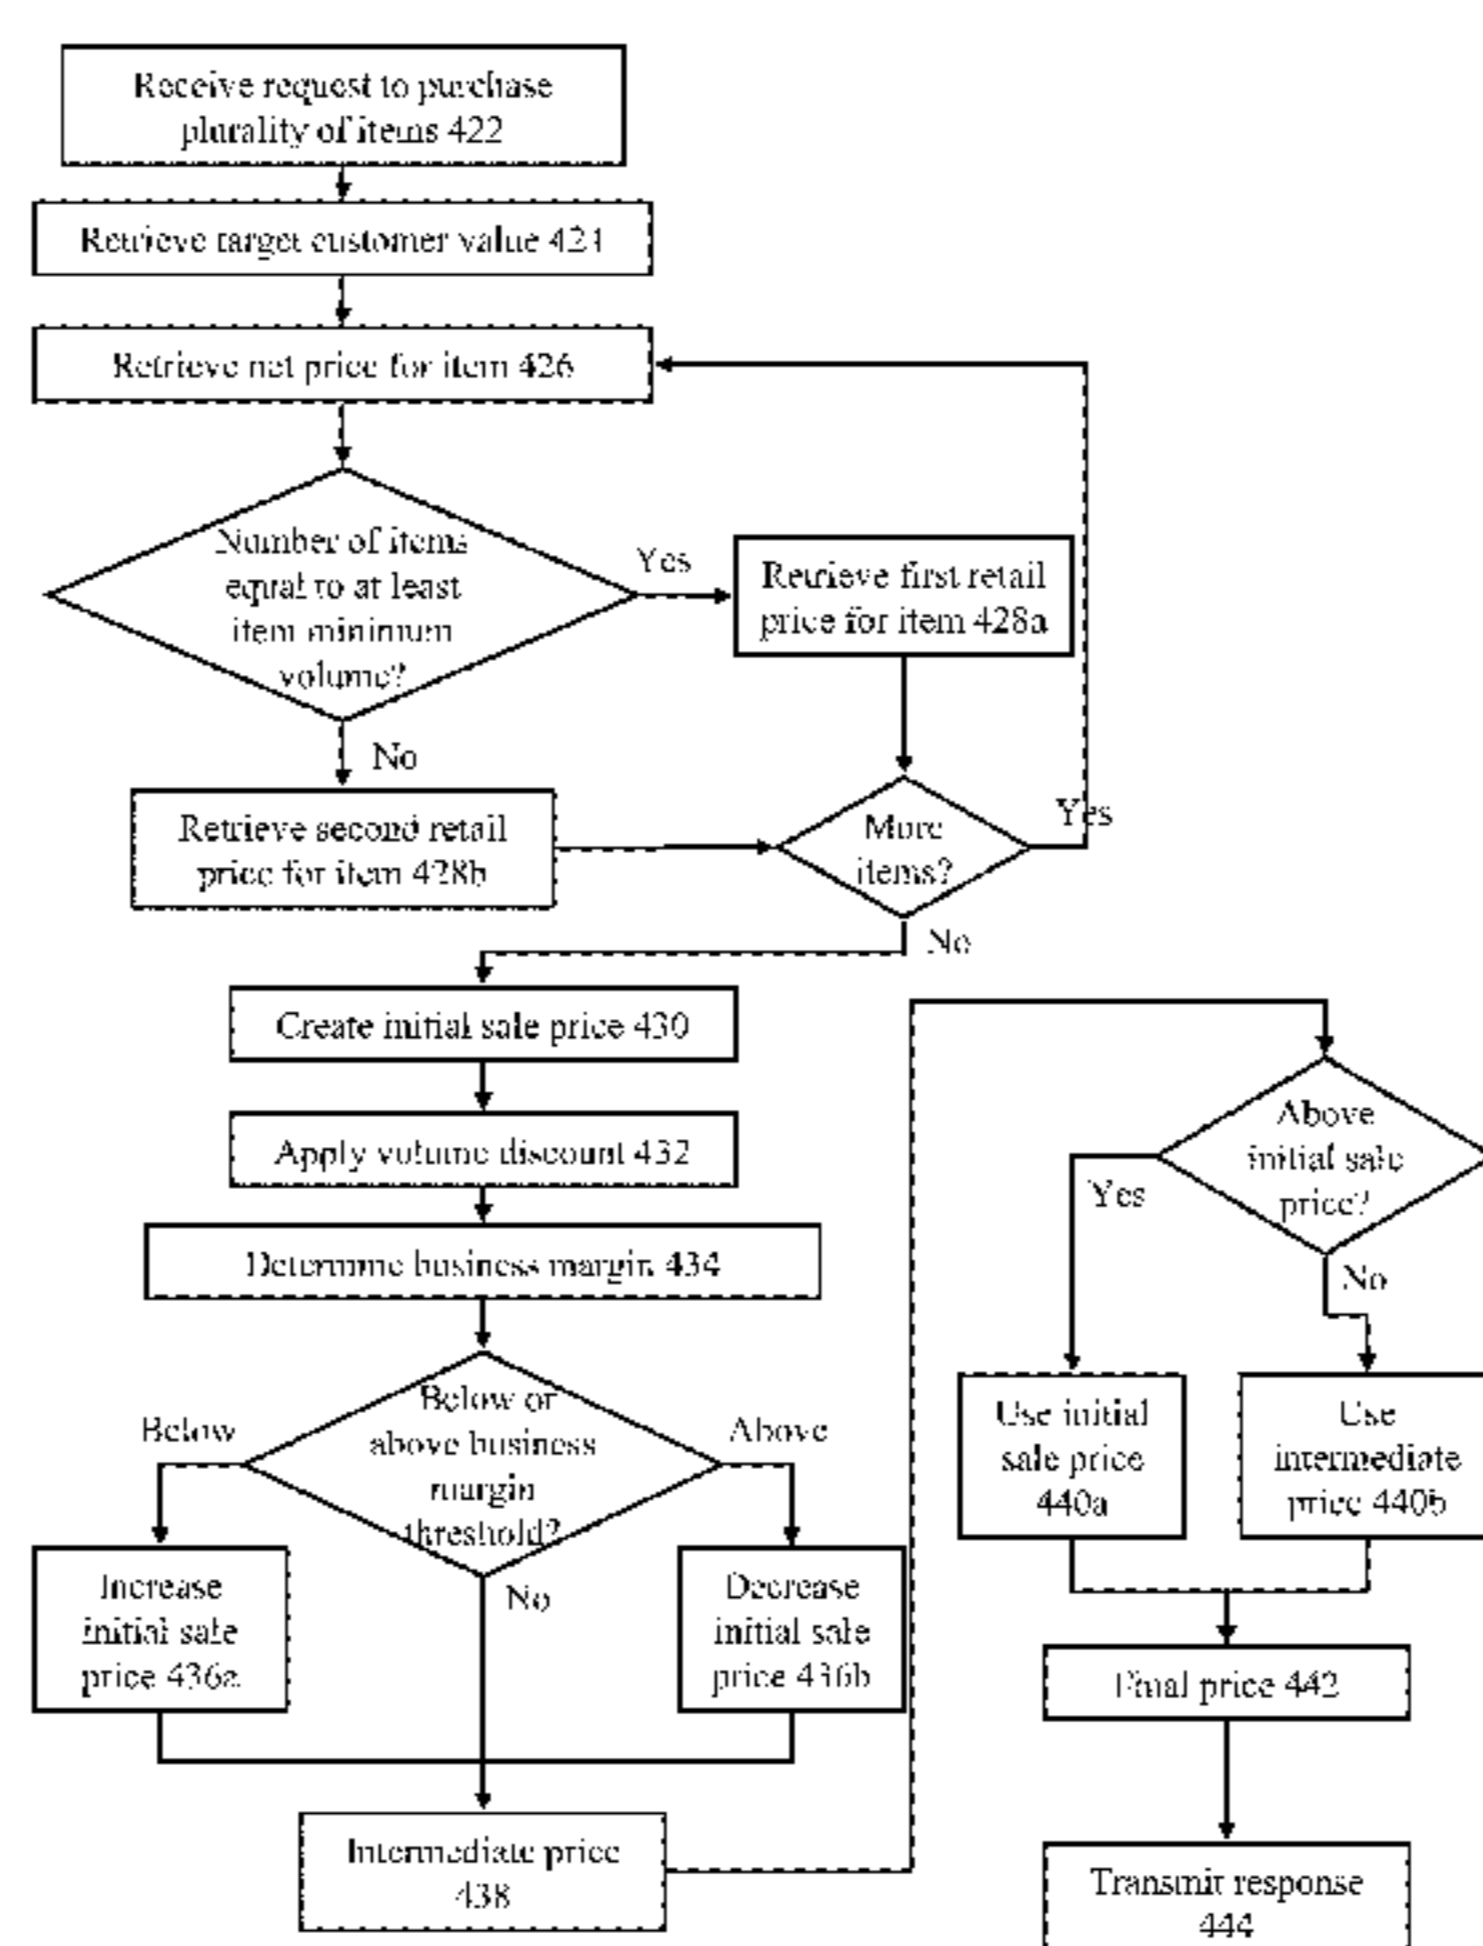 Receive request to purchase
plurality of items 422
Retrieve target customer value 424
Retrieve net price for item 426
Number of items
equal to at least
item minimum
volume?
Yes
Retrieve first retail
price for item 428a
No
Retrieve second retail
price for item 428b
More
items?
Yes
No
Create initial sale price 430
Apply volume discount 432
Determine business margin 434
Below or
above business
margin
threshold?
Below
Above
No
Increase
initial sale
price 436a
Decrease
initial sale
price 436b
Intermediate price
438
Above
initial sale
price?
Yes
No
Use initial
sale price
440a
Use
intermediate
price 440b
Final price 442
Transmit response
444